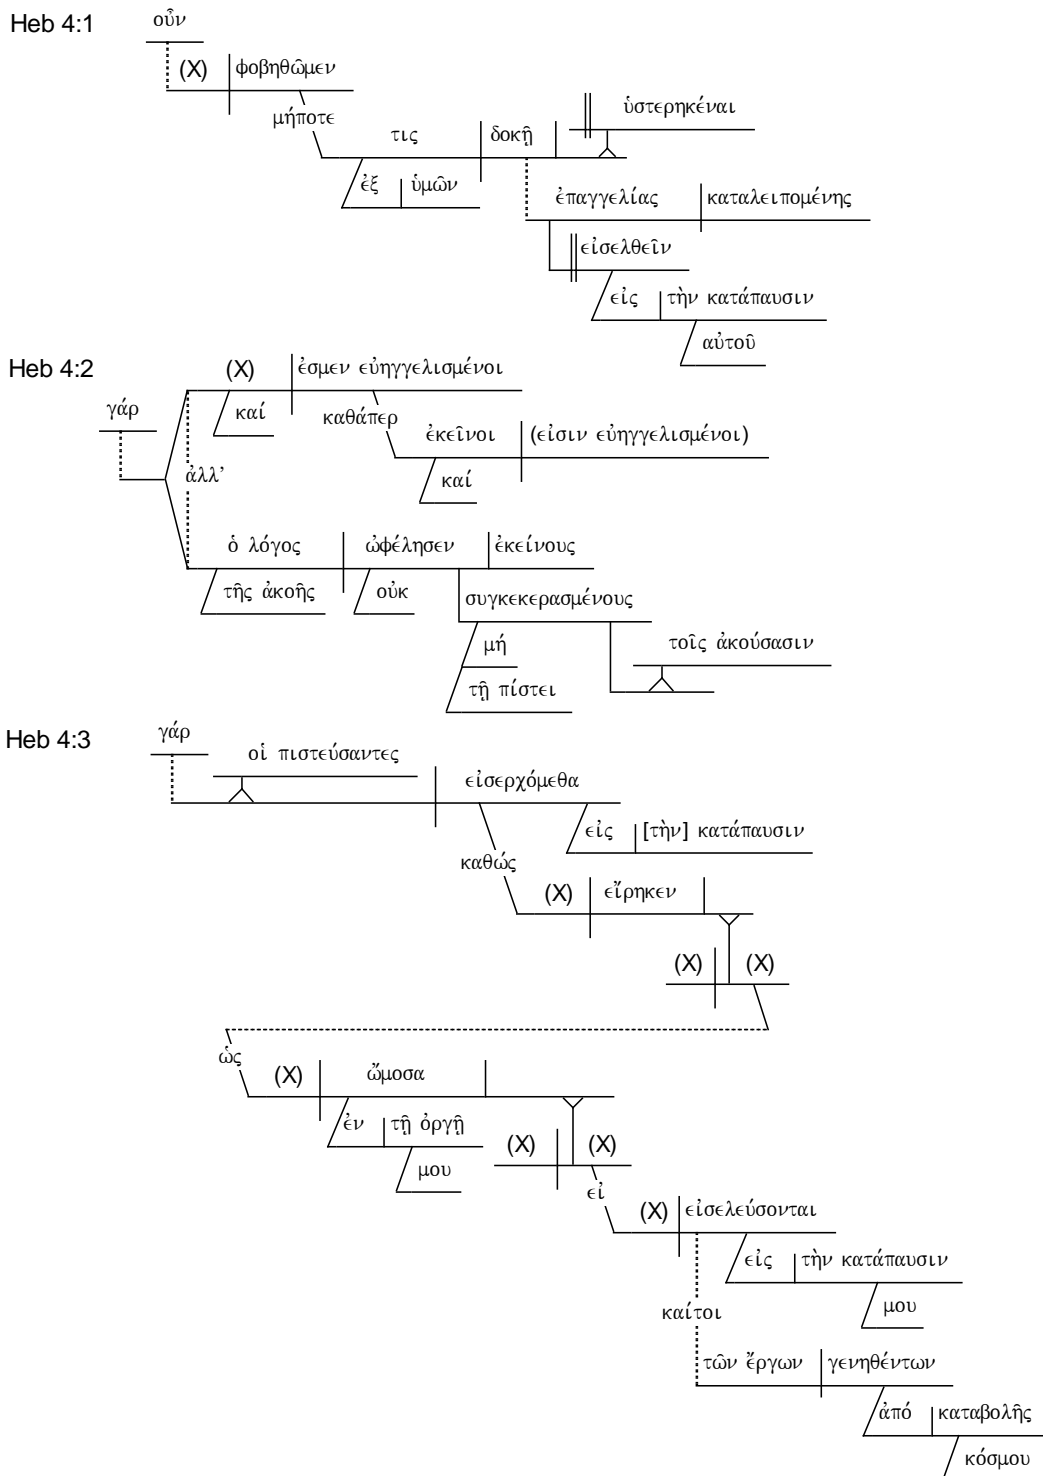 Heb 4:1
οὖν
(X) φοβηθῶμεν
μήποτε
ὑστερηκέναι
τις δοκῇ
ἐξ ὑμῶν
ἐπαγγελίας καταλειπομένης
εἰσελθεῖν
εἰς τὴν κατάπαυσιν
αὐτοῦ
Heb 4:2
(X) ἐσμεν εὐηγγελισμένοι
γάρ
καί
καθάπερ
ἐκεῖνοι (εἰσιν εὐηγγελισμένοι)
καί
ἀλλ’
ὁ λόγος ὠφέλησεν ἐκείνους
τῆς ἀκοῆς οὐκ
συγκεκερασμένους
μή
τοῖς ἀκούσασιν
τῇ πίστει
Heb 4:3
γάρ
οἱ πιστεύσαντες
εἰσερχόμεθα
εἰς [τὴν] κατάπαυσιν
καθώς
(X) εἴρηκεν
(X) (X)
ὡς
(X) ὤμοσα
ἐν τῇ ὀργῇ
μου
(X) (X)
εἰ
(X) εἰσελεύσονται
εἰς τὴν κατάπαυσιν
μου
καίτοι
τῶν ἔργων γενηθέντων
ἀπό καταβολῆς
κόσμου